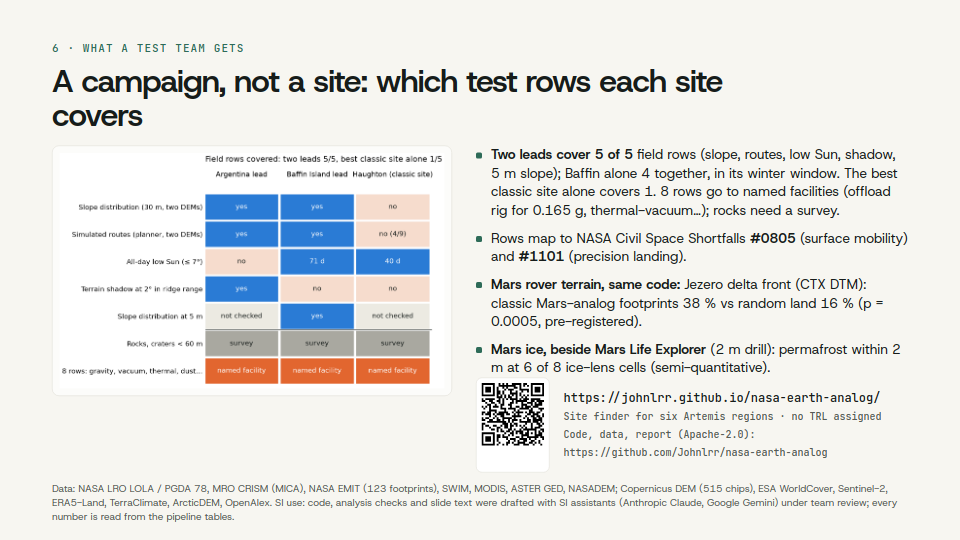 6 · WHAT A TEST TEAM GETS
A campaign, not a site: which test rows each site
covers
Field rows covered: two leads 5/5, best classic site alone 1/5
Argentina lead Baffin Island lead Haughton (classic site)
Slope distribution (30 m, two DEMs) yes yes no
Simulated routes (planner, two DEMs) yes yes no (4/9)
All-day low Sun (≤ 7°) no 71 d 40 d
Terrain shadow at 2° in ridge range yes no no
Slope distribution at 5 m not checked yes not checked
Rocks, craters < 60 m survey survey survey
8 rows: gravity, vacuum, thermal, dust... named facility named facility named facility
Two leads cover 5 of 5 field rows (slope, routes, low Sun, shadow,
5 m slope); Baffin alone 4 together, in its winter window. The best
classic site alone covers 1. 8 rows go to named facilities (offload
rig for 0.165 g, thermal-vacuum…); rocks need a survey.
Rows map to NASA Civil Space Shortfalls #0805 (surface mobility)
and #1101 (precision landing).
Mars rover terrain, same code: Jezero delta front (CTX DTM):
classic Mars-analog footprints 38 % vs random land 16 % (p =
0.0005, pre-registered).
Mars ice, beside Mars Life Explorer (2 m drill): permafrost within 2
m at 6 of 8 ice-lens cells (semi-quantitative).
https://johnlrr.github.io/nasa-earth-analog/
Site finder for six Artemis regions · no TRL assigned
Code, data, report (Apache-2.0):
https://github.com/Johnlrr/nasa-earth-analog
Data: NASA LRO LOLA / PGDA 78, MRO CRISM (MICA), NASA EMIT (123 footprints), SWIM, MODIS, ASTER GED, NASADEM; Copernicus DEM (515 chips), ESA WorldCover, Sentinel-2,
ERA5-Land, TerraClimate, ArcticDEM, OpenAlex. SI use: code, analysis checks and slide text were drafted with SI assistants (Anthropic Claude, Google Gemini) under team review; every
number is read from the pipeline tables.